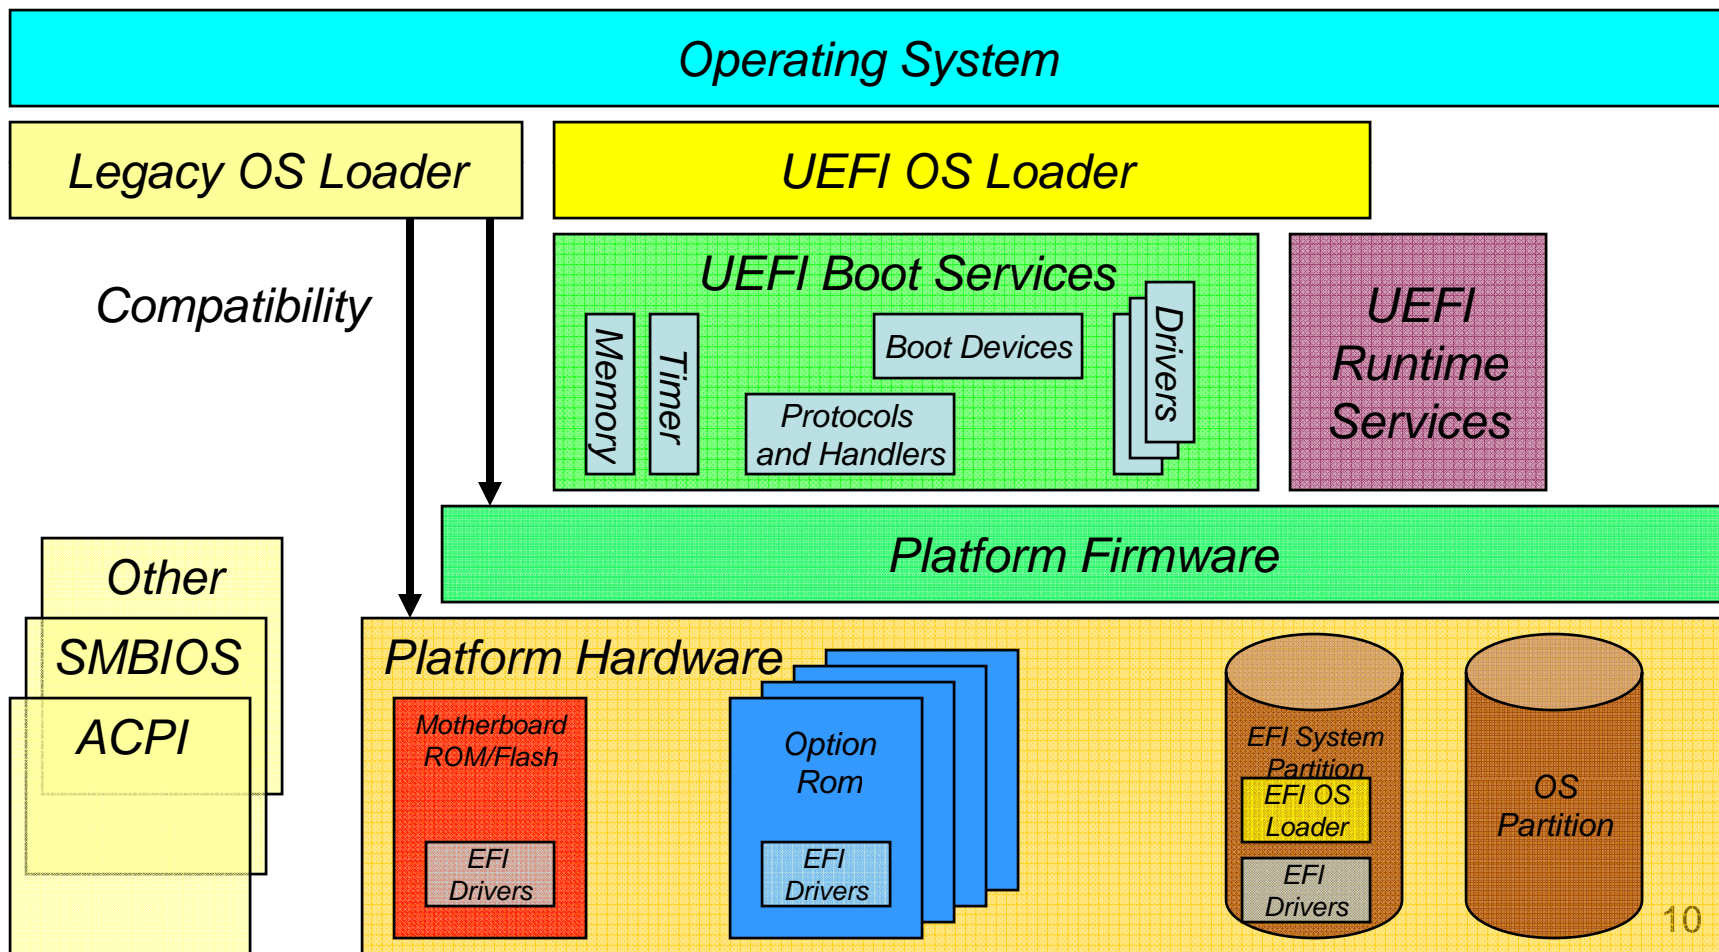 Operating System
Legacy OS Loader
UEFI OS Loader
Compatibility
UEFI Boot Services
Memory
Timer
Boot Devices
Protocols
and Handlers
Drivers
UEFI
Runtime
Services
Platform Firmware
Other
SMBIOS
ACPI
Platform Hardware
Motherboard
ROM/Flash
EFI
Drivers
Option
Rom
EFI
Drivers
EFI System
Partition
EFI OS
Loader
EFI
Drivers
OS
Partition
10